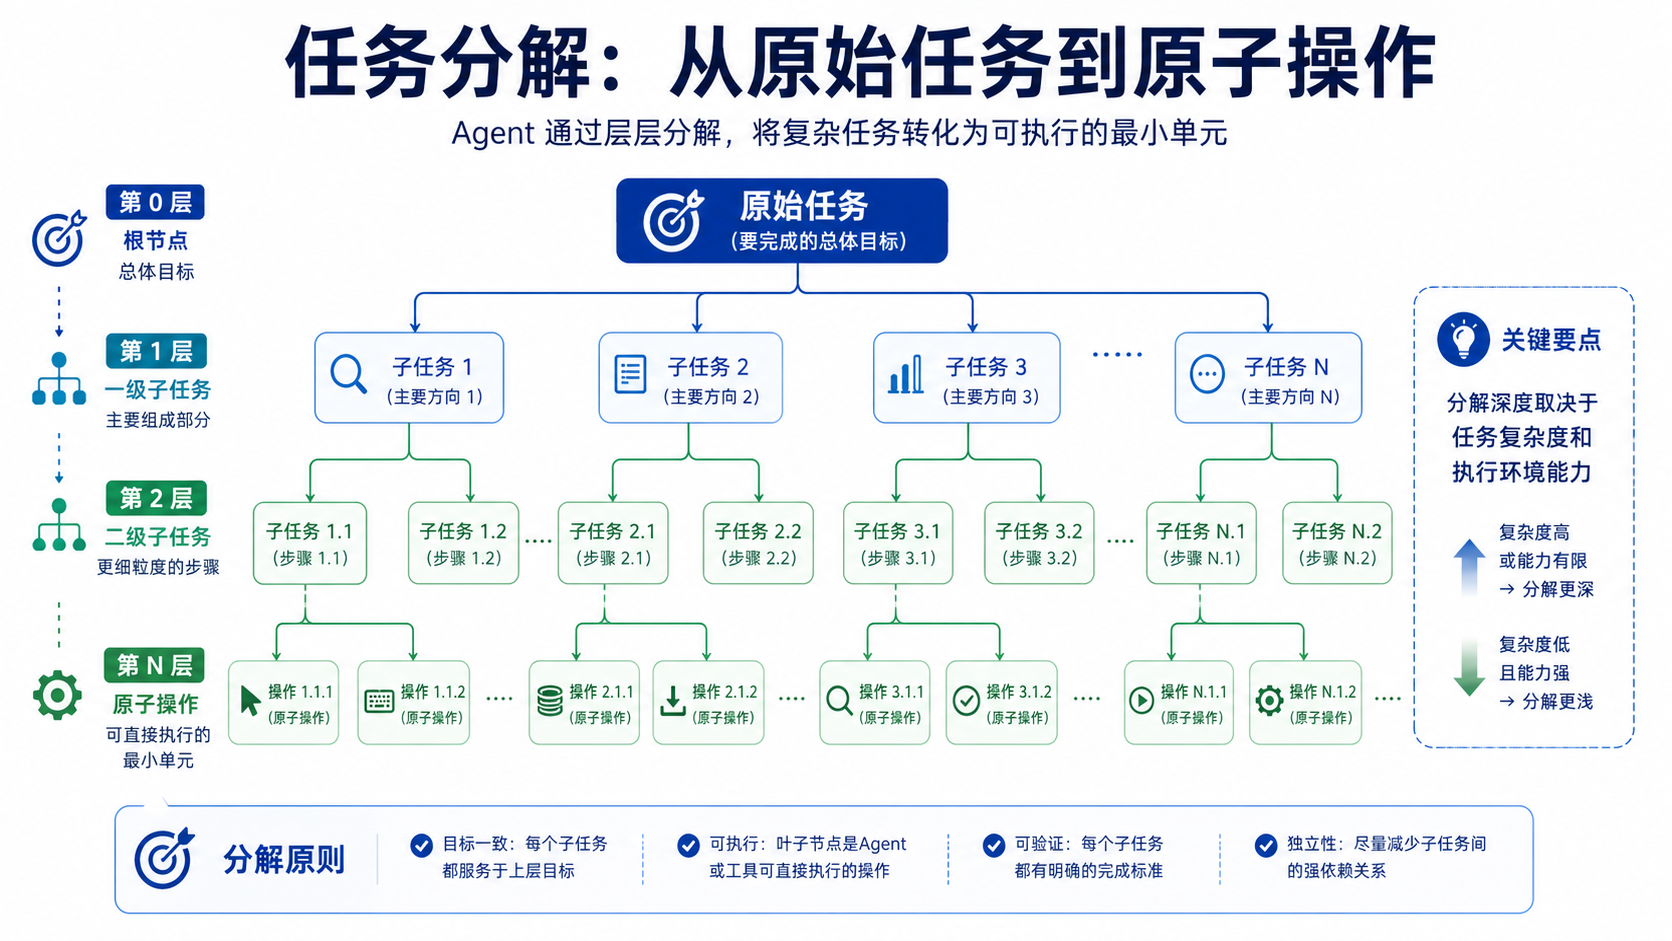 任务分解：从原始任务到原子操作
Agent 通过层层分解，将复杂任务转化为可执行的最小单元
第 0 层
根节点
总体目标
原始任务
（要完成的总体目标）
第 1 层
一级子任务
主要组成部分
子任务 1
（主要方向 1）
子任务 2
（主要方向 2）
子任务 3
（主要方向 3）
……
子任务 N
（主要方向 N）
第 2 层
二级子任务
更细粒度的步骤
子任务 1.1
（步骤 1.1）
子任务 1.2
（步骤 1.2）
....
子任务 2.1
（步骤 2.1）
子任务 2.2
（步骤 2.2）
子任务 3.1
（步骤 3.1）
子任务 3.2
（步骤 3.2）
....
子任务 N.1
（步骤 N.1）
子任务 N.2
（步骤 N.2）
第 N 层
原子操作
可直接执行的
最小单元
操作 1.1.1
（原子操作）
操作 1.1.2
（原子操作）
....
操作 2.1.1
（原子操作）
操作 2.1.2
（原子操作）
....
操作 3.1.1
（原子操作）
操作 3.1.2
（原子操作）
....
操作 N.1.1
（原子操作）
操作 N.1.2
（原子操作）
....
关键要点
分解深度取决于
任务复杂度和
执行环境能力
复杂度高
或能力有限
→ 分解更深
复杂度低
且能力强
→ 分解更浅
分解原则
目标一致：每个子任务
都服务于上层目标
可执行：叶子节点是Agent
或工具可直接执行的操作
可验证：每个子任务
都有明确的完成标准
独立性：尽量减少子任务间
的强依赖关系